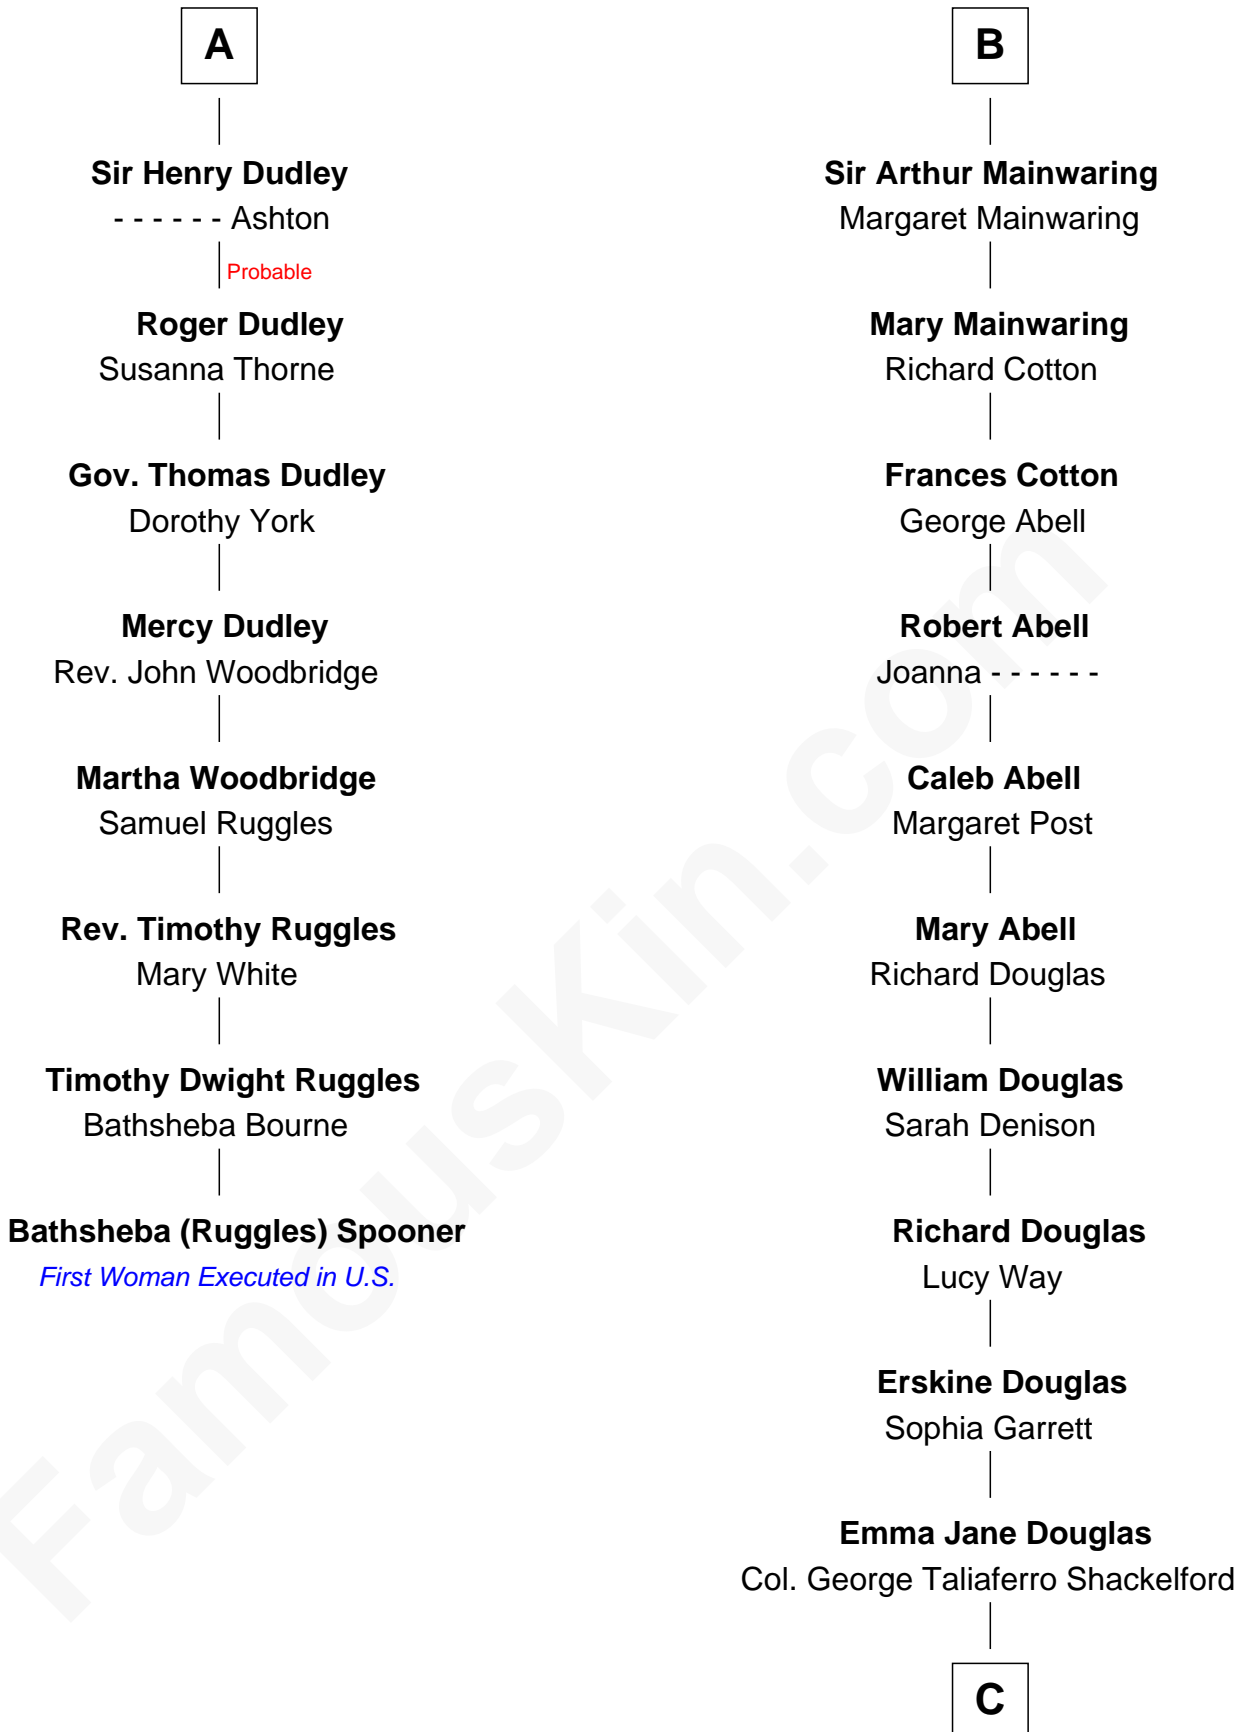 A
Sir Henry Dudley
- - - - - - Ashton
Probable
Roger Dudley
Susanna Thorne
Gov. Thomas Dudley
Dorothy York
Mercy Dudley
Rev. John Woodbridge
Martha Woodbridge
Samuel Ruggles
Rev. Timothy Ruggles
Mary White
Timothy Dwight Ruggles
Bathsheba Bourne
Bathsheba (Ruggles) Spooner
First Woman Executed in U.S.
B
Sir Arthur Mainwaring
Margaret Mainwaring
Mary Mainwaring
Richard Cotton
Frances Cotton
George Abell
Robert Abell
Joanna - - - - - -
Caleb Abell
Margaret Post
Mary Abell
Richard Douglas
William Douglas
Sarah Denison
Richard Douglas
Lucy Way
Erskine Douglas
Sophia Garrett
Emma Jane Douglas
Col. George Taliaferro Shackelford
C
FamousKin.com